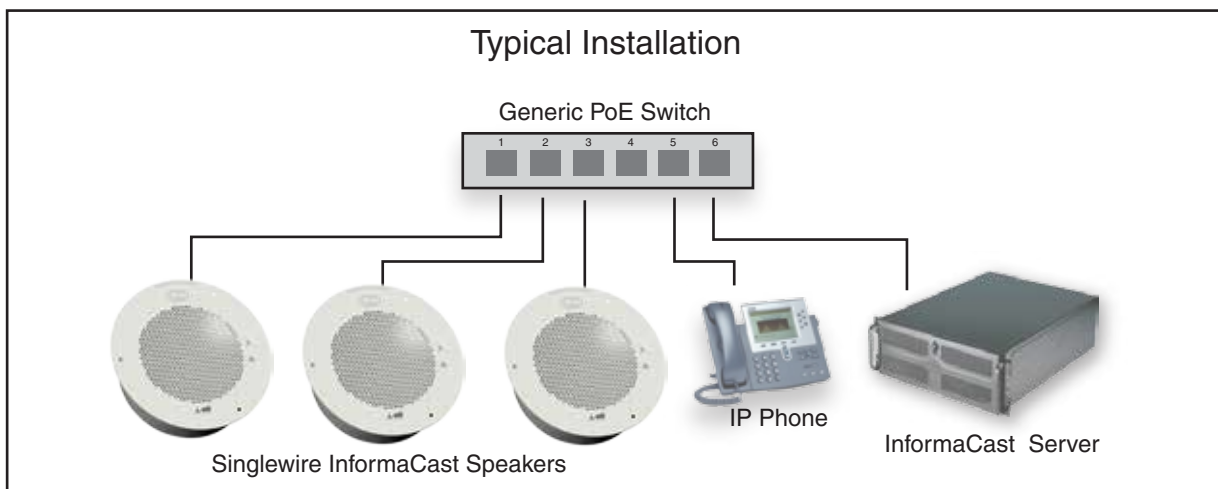 Typical Installation
Generic PoE Switch
1 2 3 4 5 6
IP Phone
InformaCast Server
Singlewire InformaCast Speakers